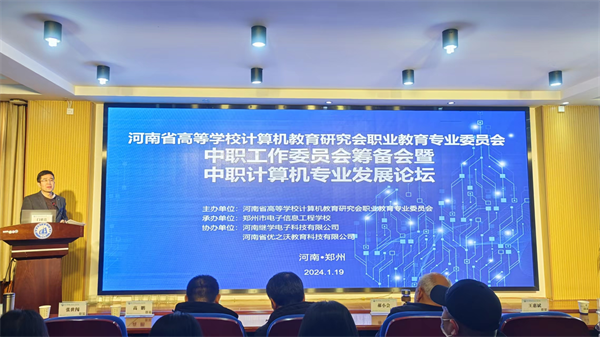 河南省高等学校计算机教育研究会职业教育专业委员会
中职工作委员会筹备会暨
中职计算机专业发展论坛
主办单位：河南省高等学校计算机教育研究会职业教育专业委员会
承办单位：郑州市电子信息工程学校
协办单位：河南继学电子科技有限公司
河南省优之沃教育科技有限公司
河南•郑州
2024.1.19